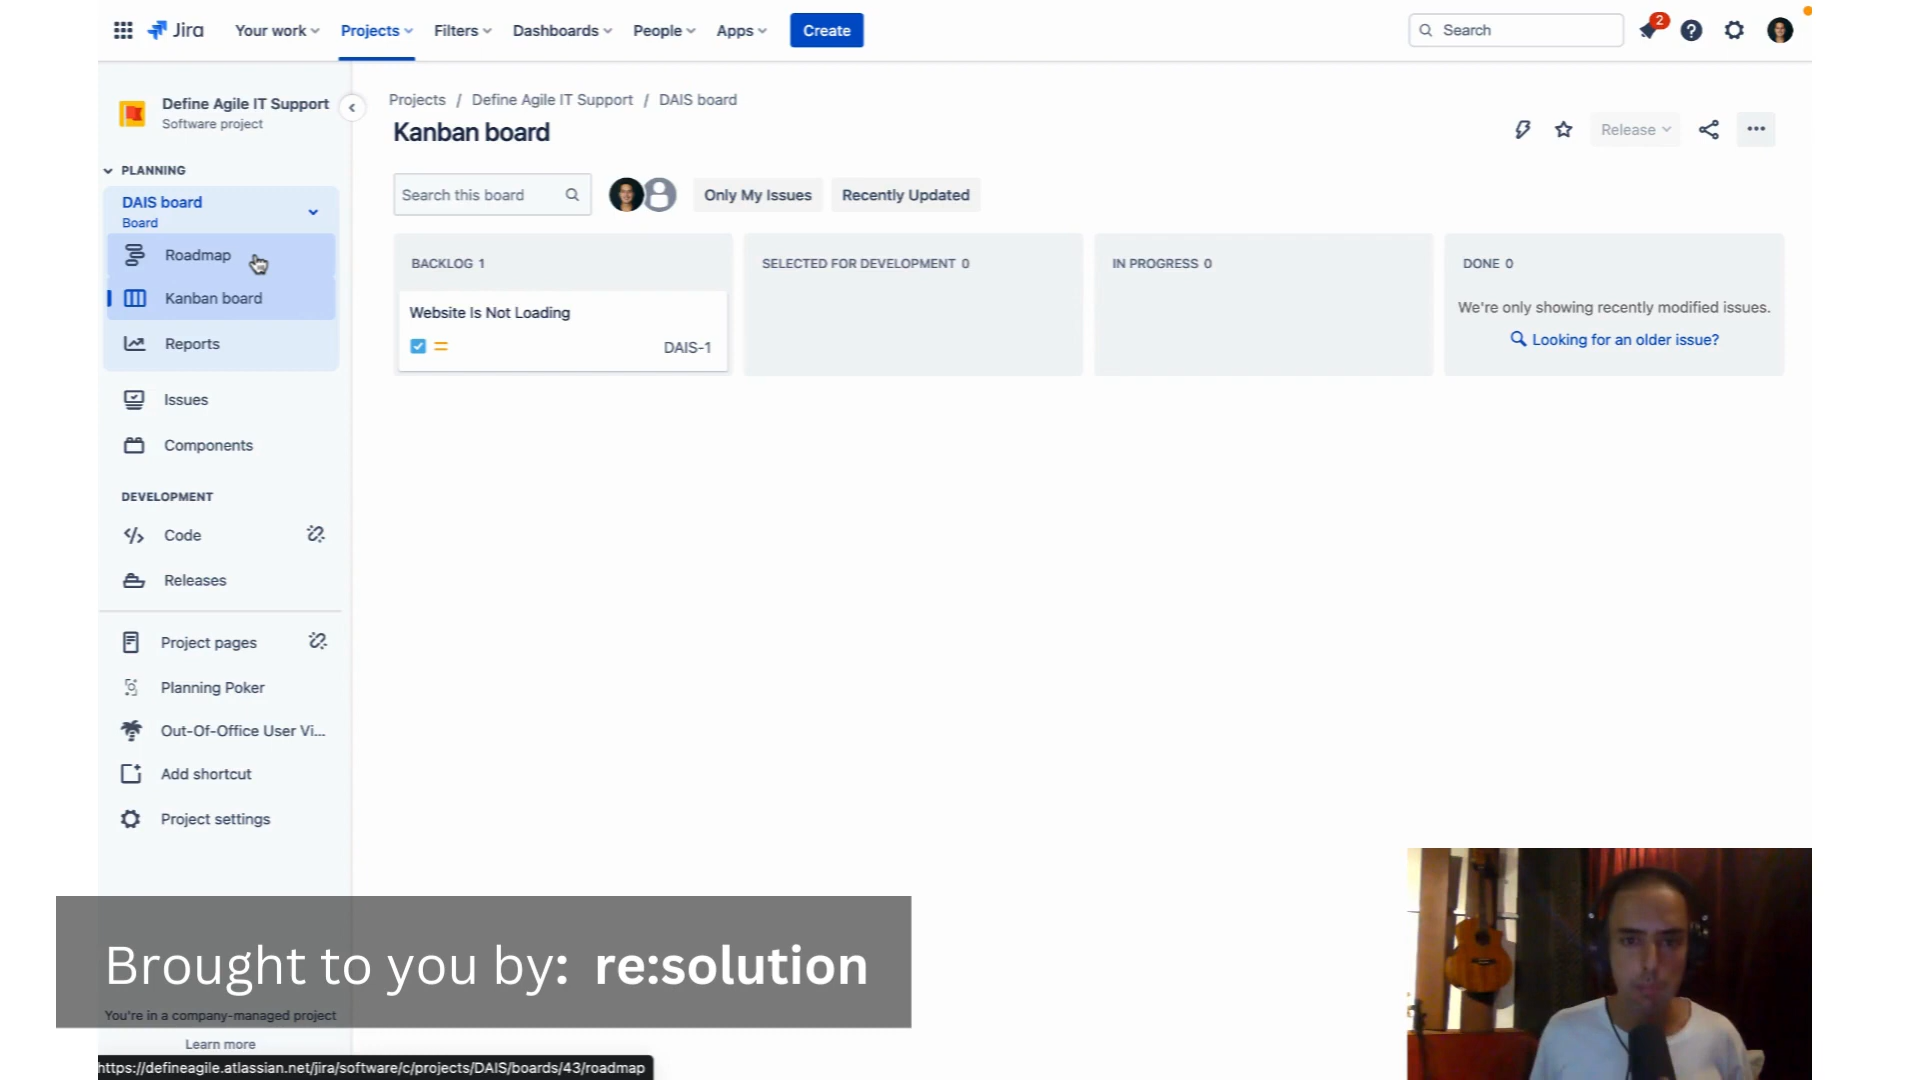 Jira
Your work
Projects
Filters
Dashboards
People
Apps
Create
Search
2
Define Agile IT Support
Software project
Projects / Define Agile IT Support / DAIS board
Kanban board
Release
PLANNING
DAIS board
Board
Roadmap
Kanban board
Reports
Issues
Components
DEVELOPMENT
Code
Releases
Project pages
Planning Poker
Out-Of-Office User Vi...
Add shortcut
Project settings
Search this board
Only My Issues
Recently Updated
BACKLOG 1
Website Is Not Loading
DAIS-1
SELECTED FOR DEVELOPMENT 0
IN PROGRESS 0
DONE 0
We're only showing recently modified issues.
Looking for an older issue?
Brought to you by: re:solution
You're in a company-managed project
Learn more
https://defineagile.atlassian.net/jira/software/c/projects/DAIS/boards/43/roadmap